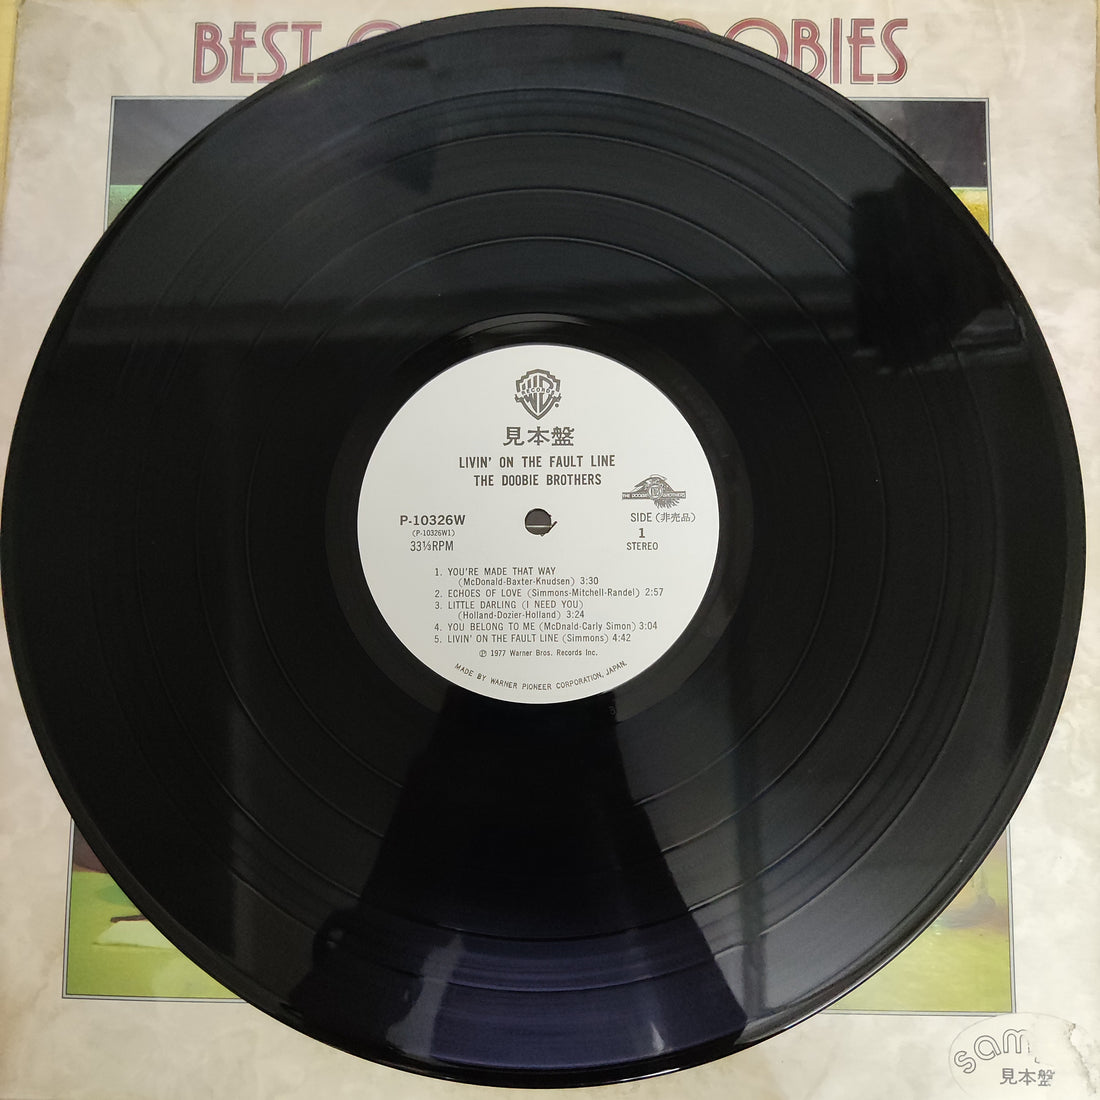 BEST
OBIES
RECORDS
見本盤
LIVIN' ON THE FAULT LINE
THE DOOBIE BROTHERS
THE DOOBIE BROTHERS
P-10326W
(P-10326W1)
33⅓RPM
SIDE (非売品)
1
STEREO
1. YOU'RE MADE THAT WAY
(McDonald-Baxter-Knudsen) 3:30
2. ECHOES OF LOVE (Simmons-Mitchell-Randel) 2:57
3. LITTLE DARLING (I NEED YOU)
(Holland-Dozier-Holland) 3:24
4. YOU BELONG TO ME (McDnald-Carly Simon) 3:04
5. LIVIN' ON THE FAULT LINE (Simmons) 4:42
℗ 1977 Warner Bros. Records Inc.
MADE BY WARNER PIONEER CORPORATION, JAPAN.
sam
見本盤